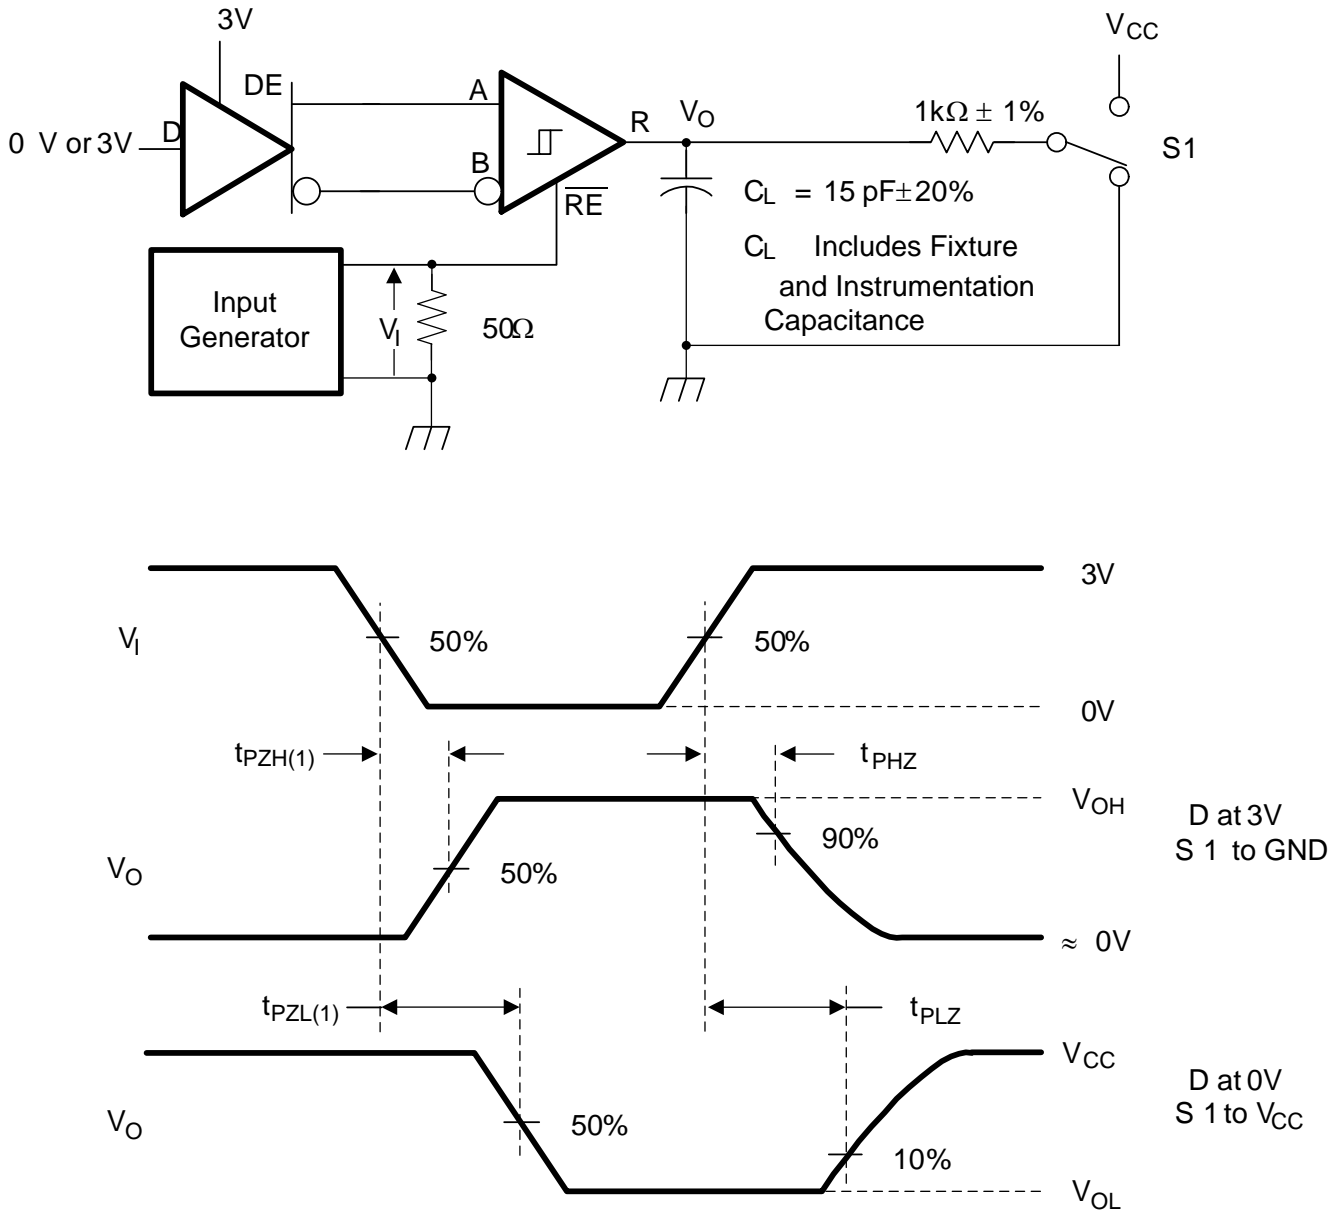 3V
V_CC
DE
A
0 V or 3V
D
R
V_O
1kΩ ± 1%
S1
B
R̅E̅
C_L = 15 pF±20%
C_L Includes Fixture
and Instrumentation
Capacitance
Input
Generator
V_I
50Ω
3V
V_I
50%
50%
0V
t_PZH(1)
t_PHZ
V_OH
D at 3V
S 1 to GND
90%
V_O
50%
≈ 0V
t_PZL(1)
t_PLZ
V_CC
D at 0V
S 1 to V_CC
V_O
50%
10%
V_OL